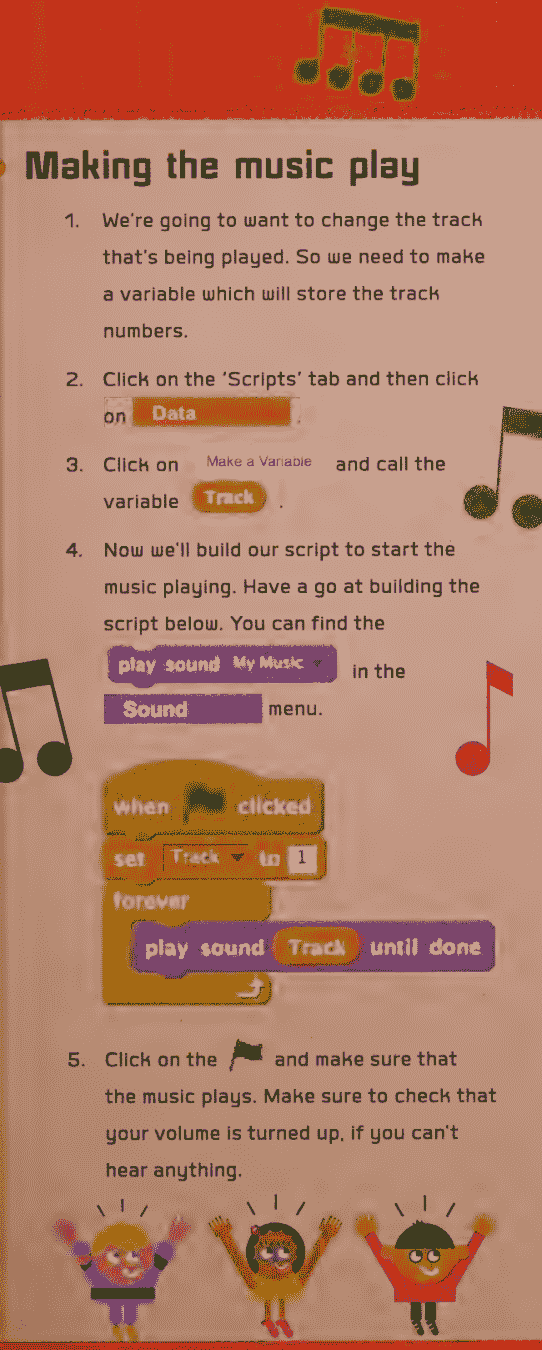 Making the music play
1. We're going to want to change the track
that's being played. So we need to make
a variable which will store the track
numbers.
2. Click on the 'Scripts' tab and then click
on Data .
3. Click on Make a Variable and call the
variable Track .
4. Now we'll build our script to start the
music playing. Have a go at building the
script below. You can find the
play sound My Music in the
Sound menu.
when clicked
set Track to 1
forever
play sound Track until done
5. Click on the and make sure that
the music plays. Make sure to check that
your volume is turned up, if you can't
hear anything.